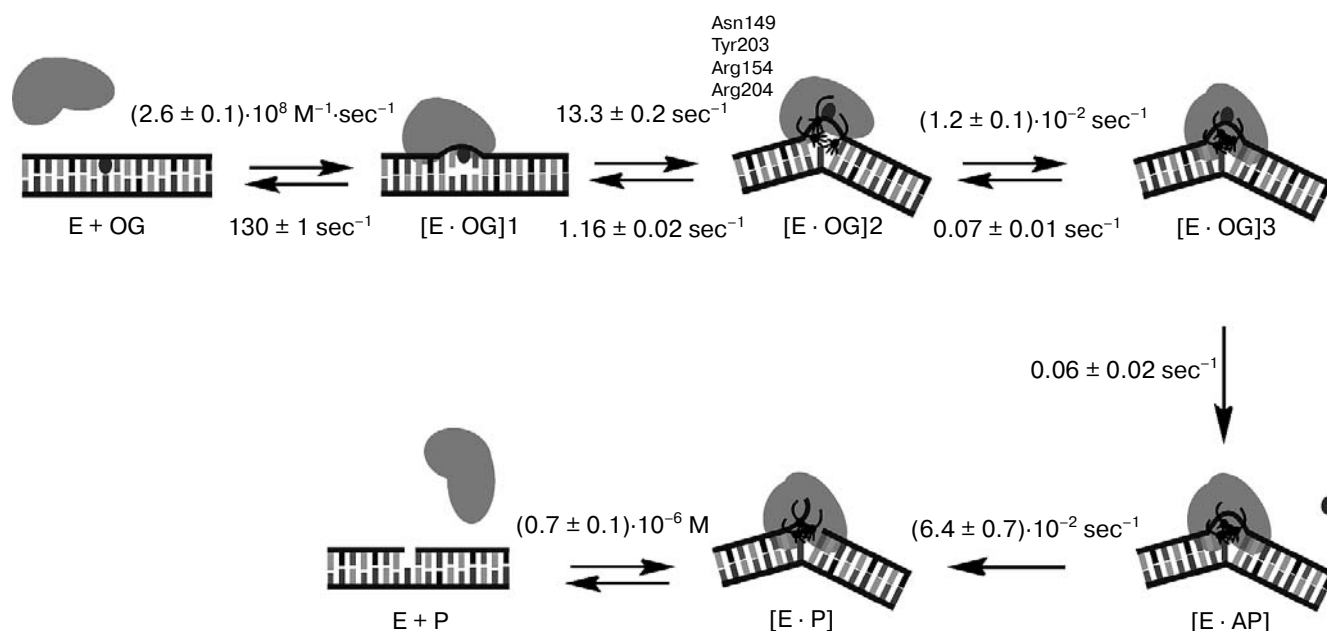 Asn149
Tyr203
Arg154
Arg204
(2.6 ± 0.1)·10⁸ M⁻¹·sec⁻¹
13.3 ± 0.2 sec⁻¹
(1.2 ± 0.1)·10⁻² sec⁻¹
E + OG
130 ± 1 sec⁻¹
[E · OG]1
1.16 ± 0.02 sec⁻¹
[E · OG]2
0.07 ± 0.01 sec⁻¹
[E · OG]3
0.06 ± 0.02 sec⁻¹
(0.7 ± 0.1)·10⁻⁶ M
(6.4 ± 0.7)·10⁻² sec⁻¹
E + P
[E · P]
[E · AP]